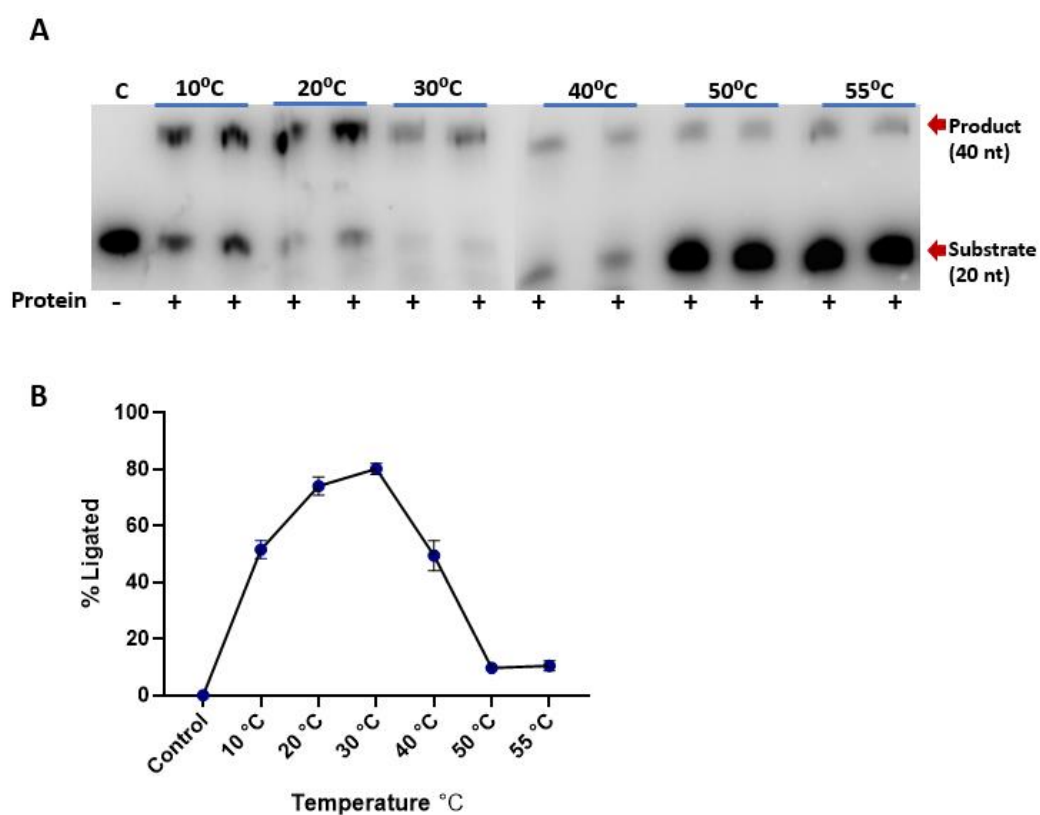 A
C 10⁰C 20⁰C 30⁰C 40⁰C 50⁰C 55⁰C
Product
(40 nt)
Substrate
(20 nt)
Protein - + + + + + + + + + + + +
B
100
80
60
40
20
0
% Ligated
Control 10 °C 20 °C 30 °C 40 °C 50 °C 55 °C
Temperature °C